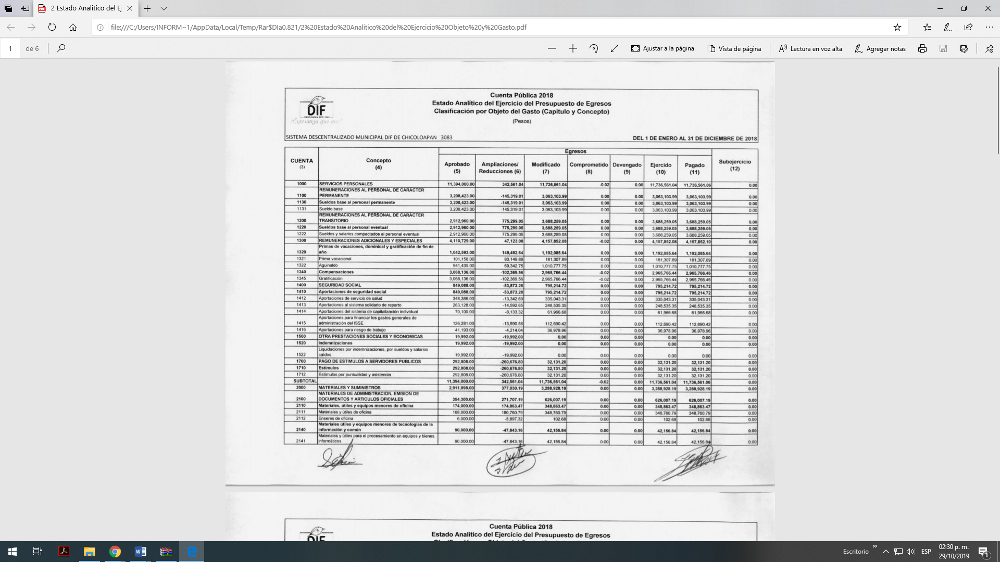 2 Estado Analitico del Ej
file:///C:/Users/INFORM~1/AppData/Local/Temp/Rar$DIa0.821/2%20Estado%20Analitico%20del%20Ejercicio%20Objeto%20y%20Gasto.pdf
1 de 6 Ajustar a la página Vista de página Lectura en voz alta Agregar notas
Cuenta Pública 2018
Estado Analítico del Ejercicio del Presupuesto de Egresos
Clasificación por Objeto del Gasto (Capítulo y Concepto)
(Pesos)
DIF
CHICOLOAPAN 2019 - 2021
¡Esperanza que une!
SISTEMA DESCENTRALIZADO MUNICIPAL DIF DE CHICOLOAPAN 3083 DEL 1 DE ENERO AL 31 DE DICIEMBRE DE 2018
Egresos
CUENTA Concepto Aprobado Ampliaciones/ Modificado Comprometido Devengado Ejercido Pagado Subejercicio
(3) (4) (5) Reducciones (6) (7) (8) (9) (10) (11) (12)
1000 SERVICIOS PERSONALES 11,394,000.00 342,561.04 11,736,561.04 -0.02 0.00 11,736,561.04 11,736,561.06 0.00
REMUNERACIONES AL PERSONAL DE CARÁCTER
1100 PERMANENTE 3,208,423.00 -145,319.01 3,063,103.99 0.00 0.00 3,063,103.99 3,063,103.99 0.00
1130 Sueldos base al personal permanente 3,208,423.00 -145,319.01 3,063,103.99 0.00 0.00 3,063,103.99 3,063,103.99 0.00
1131 Sueldo base 3,208,423.00 -145,319.01 3,063,103.99 0.00 0.00 3,063,103.99 3,063,103.99 0.00
REMUNERACIONES AL PERSONAL DE CARÁCTER
1200 TRANSITORIO 2,912,960.00 775,299.05 3,688,259.05 0.00 0.00 3,688,259.05 3,688,259.05 0.00
1220 Sueldos base al personal eventual 2,912,960.00 775,299.05 3,688,259.05 0.00 0.00 3,688,259.05 3,688,259.05 0.00
1222 Sueldos y salarios compactados al personal eventual 2,912,960.00 775,299.05 3,688,259.05 0.00 0.00 3,688,259.05 3,688,259.05 0.00
1300 REMUNERACIONES ADICIONALES Y ESPECIALES 4,110,729.00 47,123.08 4,157,852.08 -0.02 0.00 4,157,852.08 4,157,852.10 0.00
Primas de vacaciones, dominical y gratificación de fin de
1320 año 1,042,593.00 149,492.64 1,192,085.64 0.00 0.00 1,192,085.64 1,192,085.64 0.00
1321 Prima vacacional 101,158.00 80,149.89 181,307.89 0.00 0.00 181,307.89 181,307.89 0.00
1322 Aguinaldo 941,435.00 69,342.75 1,010,777.75 0.00 0.00 1,010,777.75 1,010,777.75 0.00
1340 Compensaciones 3,068,136.00 -102,369.56 2,965,766.44 -0.02 0.00 2,965,766.44 2,965,766.46 0.00
1345 Gratificación 3,068,136.00 -102,369.56 2,965,766.44 -0.02 0.00 2,965,766.44 2,965,766.46 0.00
1400 SEGURIDAD SOCIAL 849,088.00 -53,873.28 795,214.72 0.00 0.00 795,214.72 795,214.72 0.00
1410 Aportaciones de seguridad social 849,088.00 -53,873.28 795,214.72 0.00 0.00 795,214.72 795,214.72 0.00
1412 Aportaciones de servicio de salud 348,386.00 -13,342.69 335,043.31 0.00 0.00 335,043.31 335,043.31 0.00
1413 Aportaciones al sistema solidario de reparto 263,128.00 -14,592.65 248,535.35 0.00 0.00 248,535.35 248,535.35 0.00
1414 Aportaciones del sistema de capitalización individual 70,100.00 -8,133.32 61,966.68 0.00 0.00 61,966.68 61,966.68 0.00
Aportaciones para financiar los gastos generales de
1415 administración del ISSE 126,281.00 -13,590.58 112,690.42 0.00 0.00 112,690.42 112,690.42 0.00
1416 Aportaciones para riesgo de trabajo 41,193.00 -4,214.04 36,978.96 0.00 0.00 36,978.96 36,978.96 0.00
1500 OTRA PRESTACIONES SOCIALES Y ECONOMICAS 19,992.00 -19,992.00 0.00 0.00 0.00 0.00 0.00 0.00
1520 Indemnizaciones 19,992.00 -19,992.00 0.00 0.00 0.00 0.00 0.00 0.00
Liquidaciones por indemnizaciones, por sueldos y salarios
1522 caídos 19,992.00 -19,992.00 0.00 0.00 0.00 0.00 0.00 0.00
1700 PAGO DE ESTIMULOS A SERVIDORES PUBLICOS 292,808.00 -260,676.80 32,131.20 0.00 0.00 32,131.20 32,131.20 0.00
1710 Estimulos 292,808.00 -260,676.80 32,131.20 0.00 0.00 32,131.20 32,131.20 0.00
1712 Estimulos por puntualidad y asistencia 292,808.00 -260,676.80 32,131.20 0.00 0.00 32,131.20 32,131.20 0.00
SUBTOTAL 11,394,000.00 342,561.04 11,736,561.04 -0.02 0.00 11,736,561.04 11,736,561.06 0.00
2000 MATERIALES Y SUMINISTROS 2,911,898.00 377,030.19 3,288,928.19 0.00 0.00 3,288,928.19 3,288,928.19 0.00
MATERIALES DE ADMINISTRACION, EMISION DE
2100 DOCUMENTOS Y ARTICULOS OFICIALES 354,300.00 271,707.19 626,007.19 0.00 0.00 626,007.19 626,007.19 0.00
2110 Materiales, útiles y equipos menores de oficina 174,000.00 174,863.47 348,863.47 0.00 0.00 348,863.47 348,863.47 0.00
2111 Materiales y útiles de oficina 168,000.00 180,760.79 348,760.79 0.00 0.00 348,760.79 348,760.79 0.00
2112 Enseres de oficina 6,000.00 -5,897.32 102.68 0.00 0.00 102.68 102.68 0.00
Materiales útiles y equipos menores de tecnologías de la
2140 información y común 90,000.00 -47,843.16 42,156.84 0.00 0.00 42,156.84 42,156.84 0.00
Materiales y útiles para el procesamiento en equipos y bienes
2141 informáticos 90,000.00 -47,843.16 42,156.84 0.00 0.00 42,156.84 42,156.84 0.00
Cuenta Pública 2018
Estado Analítico del Ejercicio del Presupuesto de Egresos
DIF
Escritorio ESP 02:30 p. m.
29/10/2019
1